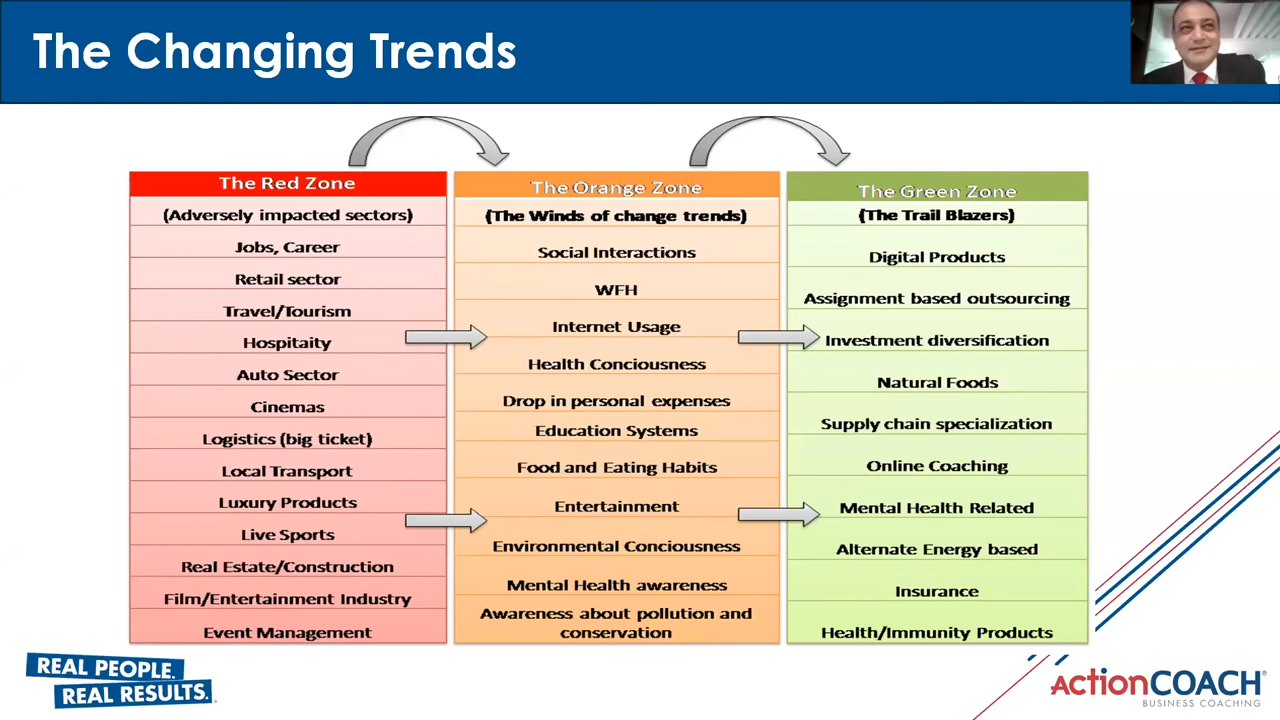 The Changing Trends
The Red Zone
(Adversely impacted sectors)
Jobs, Career
Retail sector
Travel/Tourism
Hospitaity
Auto Sector
Cinemas
Logistics (big ticket)
Local Transport
Luxury Products
Live Sports
Real Estate/Construction
Film/Entertainment Industry
Event Management
The Orange Zone
(The Winds of change trends)
Social Interactions
WFH
Internet Usage
Health Conciousness
Drop in personal expenses
Education Systems
Food and Eating Habits
Entertainment
Environmental Conciousness
Mental Health awareness
Awareness about pollution and
conservation
The Green Zone
(The Trail Blazers)
Digital Products
Assignment based outsourcing
Investment diversification
Natural Foods
Supply chain specialization
Online Coaching
Mental Health Related
Alternate Energy based
Insurance
Health/Immunity Products
REAL PEOPLE.
REAL RESULTS.
ActionCOACH®
BUSINESS COACHING